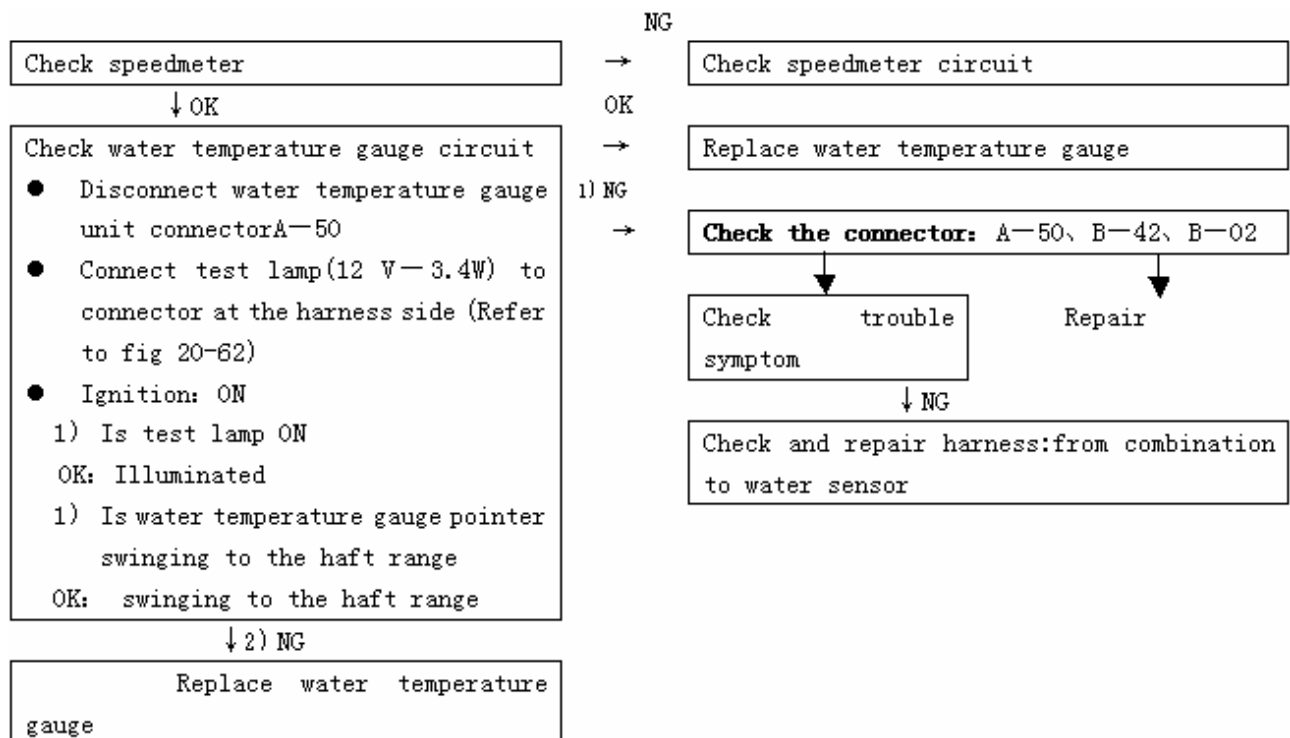 NG
Check speedmeter → Check speedmeter circuit
↓OK OK
Check water temperature gauge circuit → Replace water temperature gauge
● Disconnect water temperature gauge 1) NG
unit connectorA—50 → Check the connector: A—50、B—42、B—02
● Connect test lamp(12 V—3.4W) to
connector at the harness side (Refer
to fig 20-62)
Check trouble Repair
symptom
● Ignition: ON
↓NG
1) Is test lamp ON
OK: Illuminated
Check and repair harness:from combination
to water sensor
1) Is water temperature gauge pointer
swinging to the haft range
OK: swinging to the haft range
↓2) NG
Replace water temperature
gauge